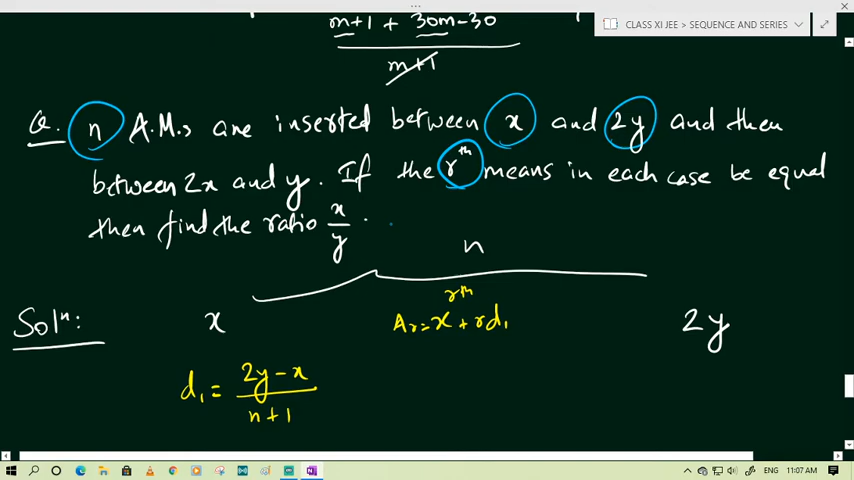 m+1 + 30m-30
m+1
CLASS XI JEE > SEQUENCE AND SERIES
Q. n A.M.s are inserted between x and 2y and then
between 2x and y. If the rth means in each case be equal
then find the ratio x/y.
n
rth
Soln: x Ar = x + rd1 2y
d1 = 2y - x
n + 1
ENG 11:07 AM